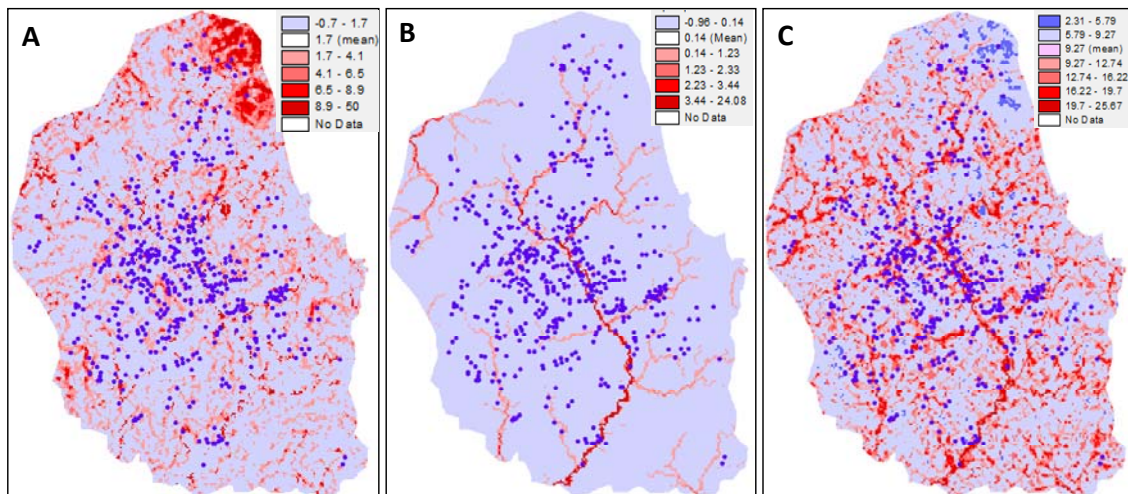 A
-0.7 - 1.7
1.7 (mean)
1.7 - 4.1
4.1 - 6.5
6.5 - 8.9
8.9 - 50
No Data
B
-0.96 - 0.14
0.14 (Mean)
0.14 - 1.23
1.23 - 2.33
2.23 - 3.44
3.44 - 24.08
No Data
C
2.31 - 5.79
5.79 - 9.27
9.27 (mean)
9.27 - 12.74
12.74 - 16.22
16.22 - 19.7
19.7 - 25.67
No Data